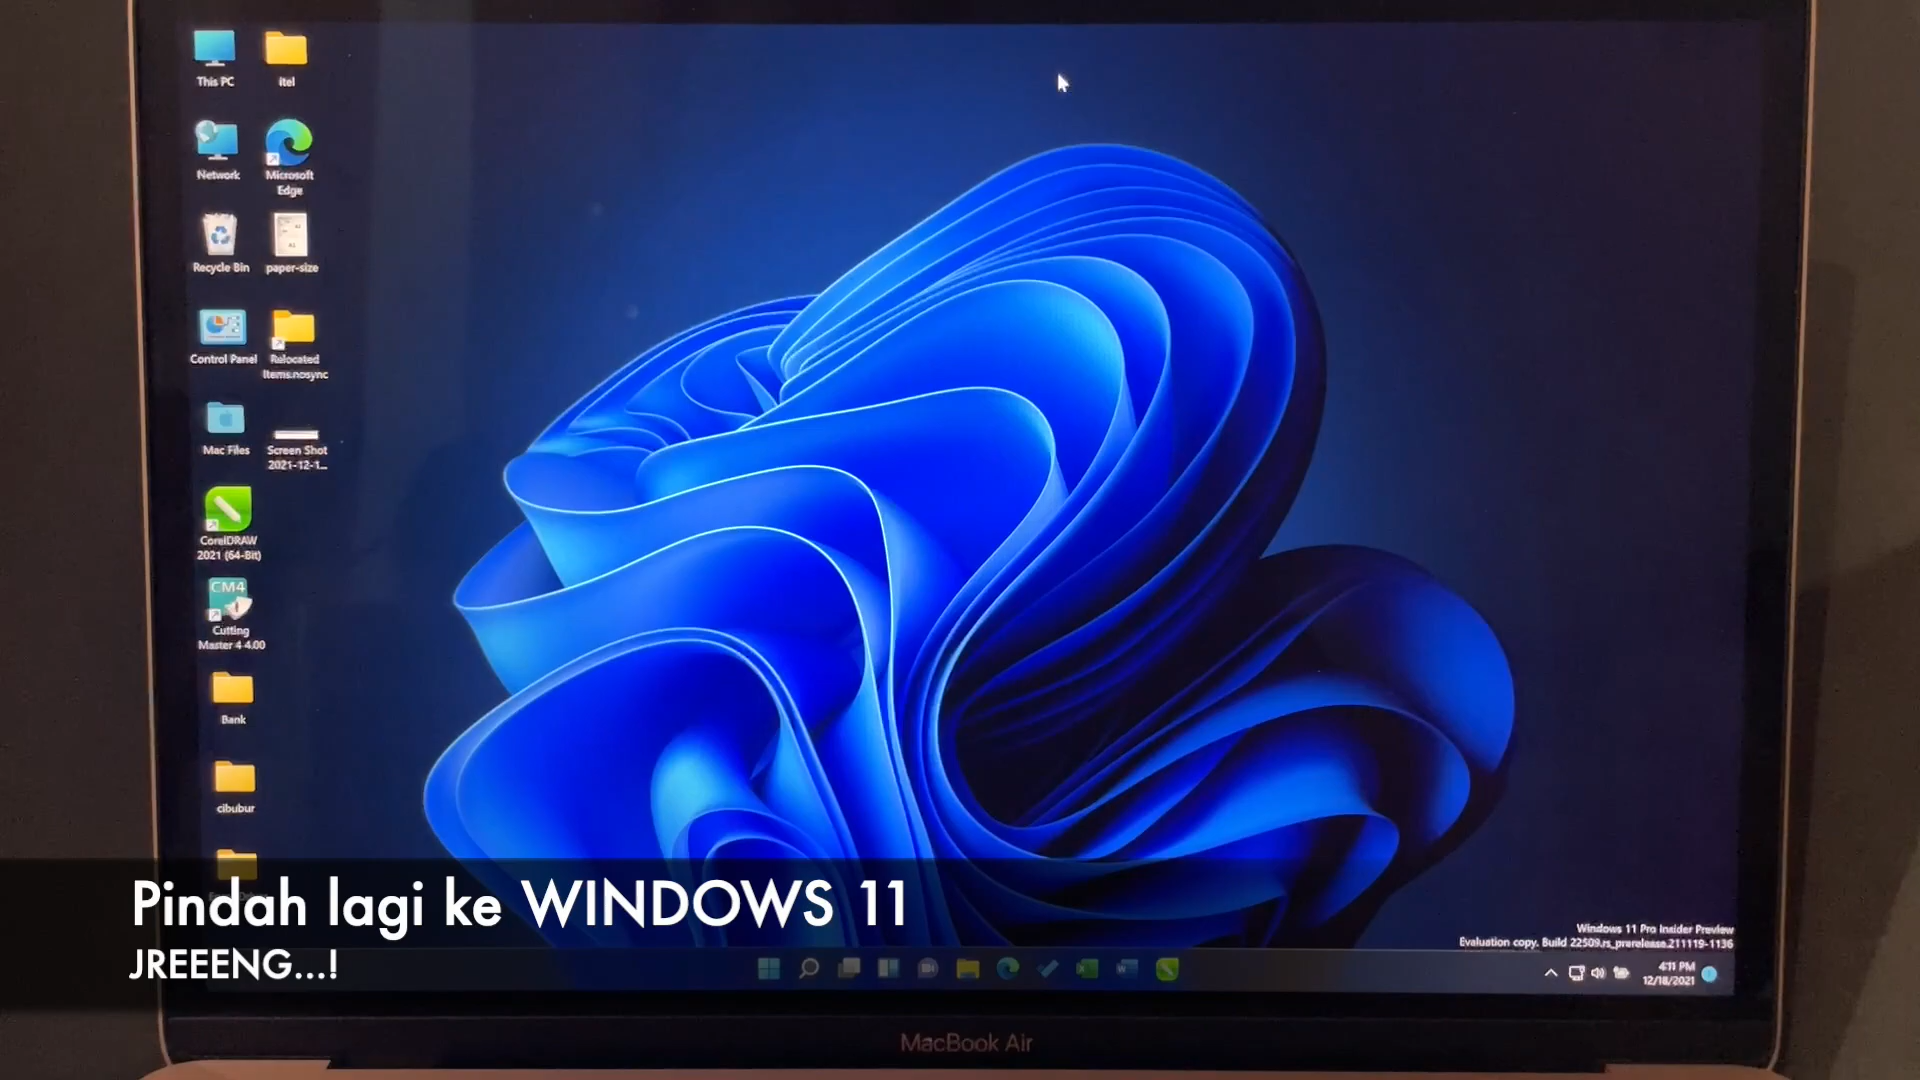 This PC
itel
Network
Microsoft
Edge
Recycle Bin
paper-size
Control Panel
Relocated
Items.nosync
Mac Files
Screen Shot
2021-12-1...
CorelDRAW
2021 (64-Bit)
CM4
Cutting
Master 4 4.00
Bank
cibubur
Pindah lagi ke WINDOWS 11
JREEENG...!
Windows 11 Pro Insider Preview
Evaluation copy. Build 22509.rs_prerelease.211119-1136
4:11 PM
12/18/2021
MacBook Air